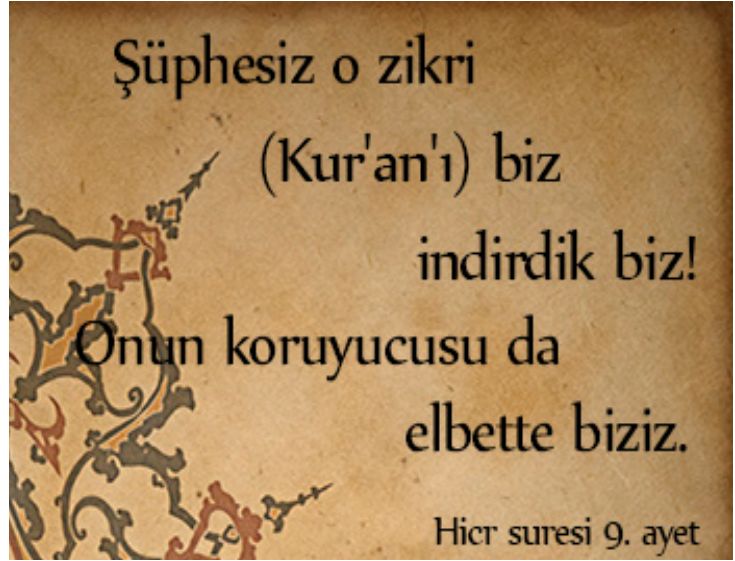 Şüphesiz o zikri
(Kur'an'ı) biz
indirdik biz!
Onun koruyucusu da
elbette biziz.
Hicr suresi 9. ayet